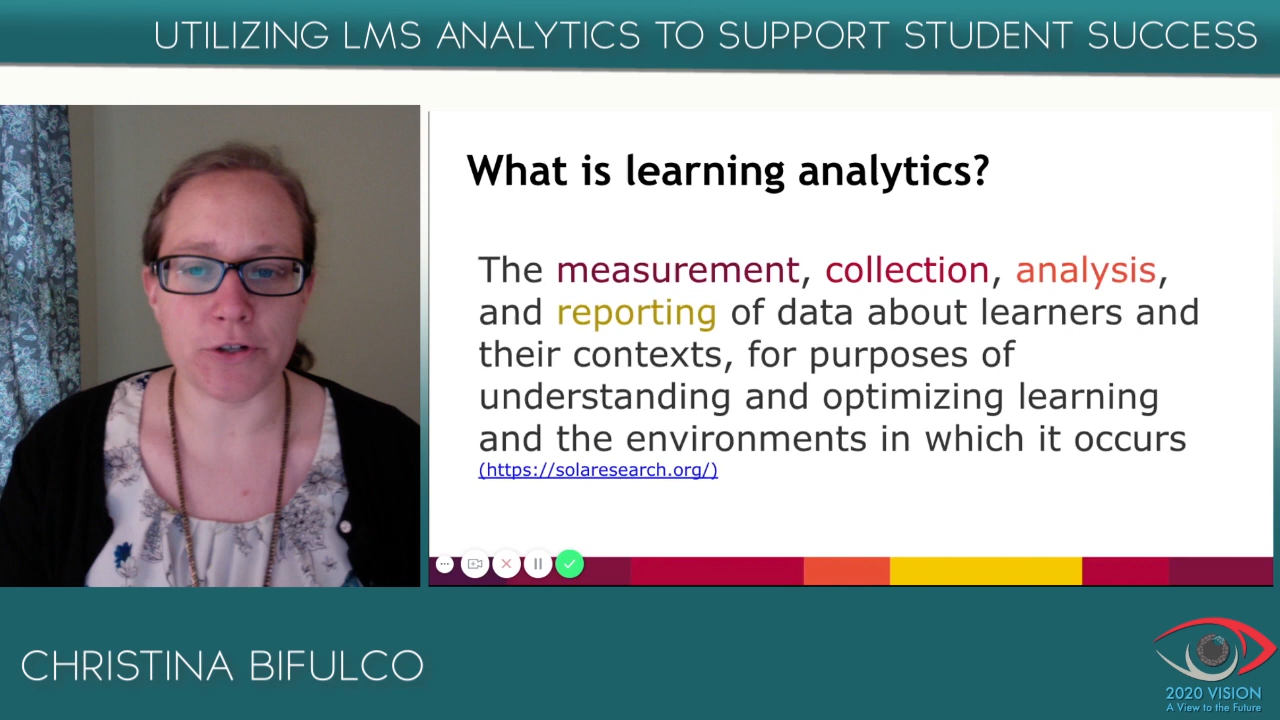 UTILIZING LMS ANALYTICS TO SUPPORT STUDENT SUCCESS
What is learning analytics?
The measurement, collection, analysis,
and reporting of data about learners and
their contexts, for purposes of
understanding and optimizing learning
and the environments in which it occurs
(https://solaresearch.org/)
CHRISTINA BIFULCO
2020 VISION
A View to the Future